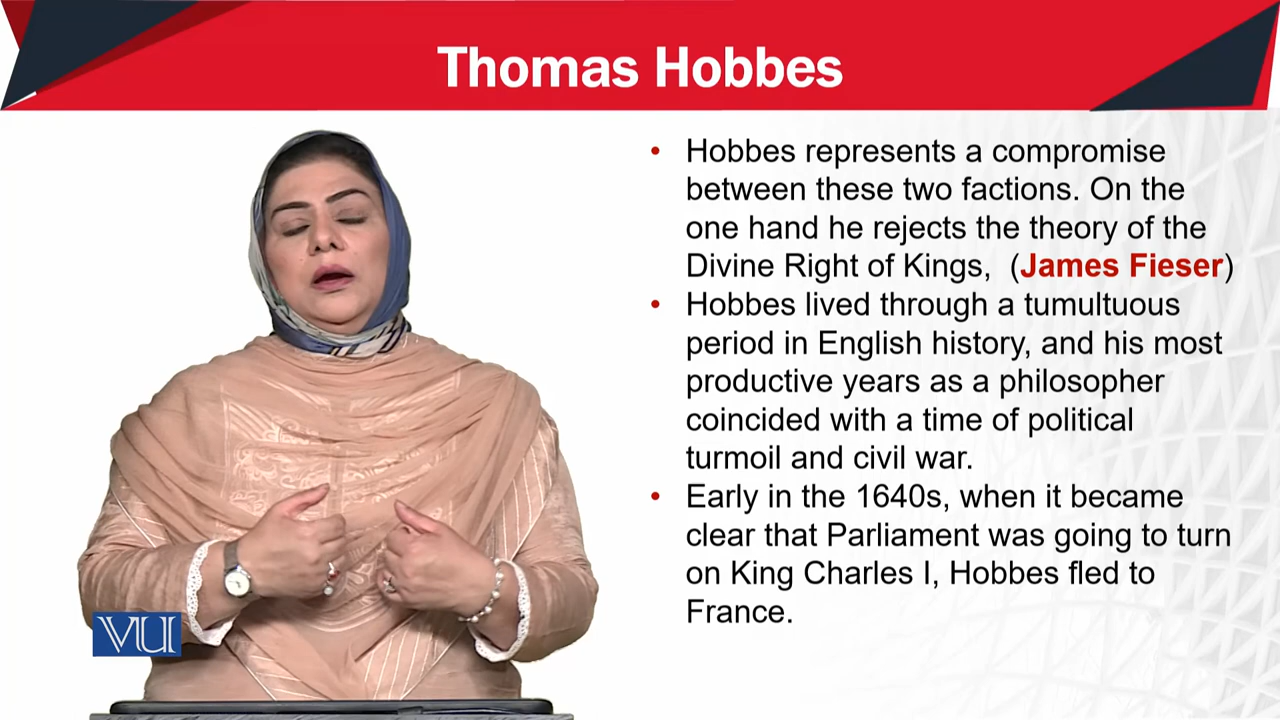 Thomas Hobbes
• Hobbes represents a compromise
between these two factions. On the
one hand he rejects the theory of the
Divine Right of Kings,  (James Fieser)
• Hobbes lived through a tumultuous
period in English history, and his most
productive years as a philosopher
coincided with a time of political
turmoil and civil war.
• Early in the 1640s, when it became
clear that Parliament was going to turn
on King Charles I, Hobbes fled to
France.
VU